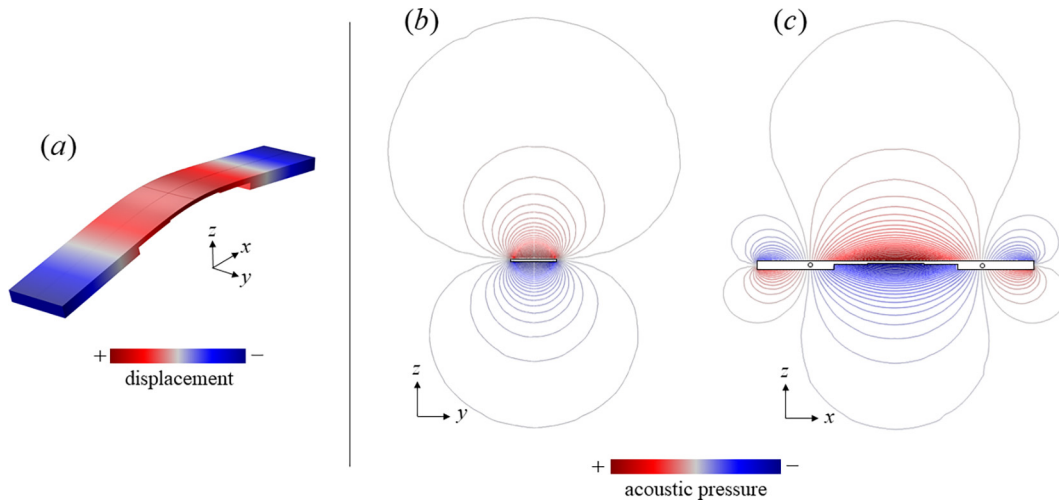 (a)
z
x
y
+
−
displacement
(b)
z
y
(c)
z
x
+
−
acoustic pressure